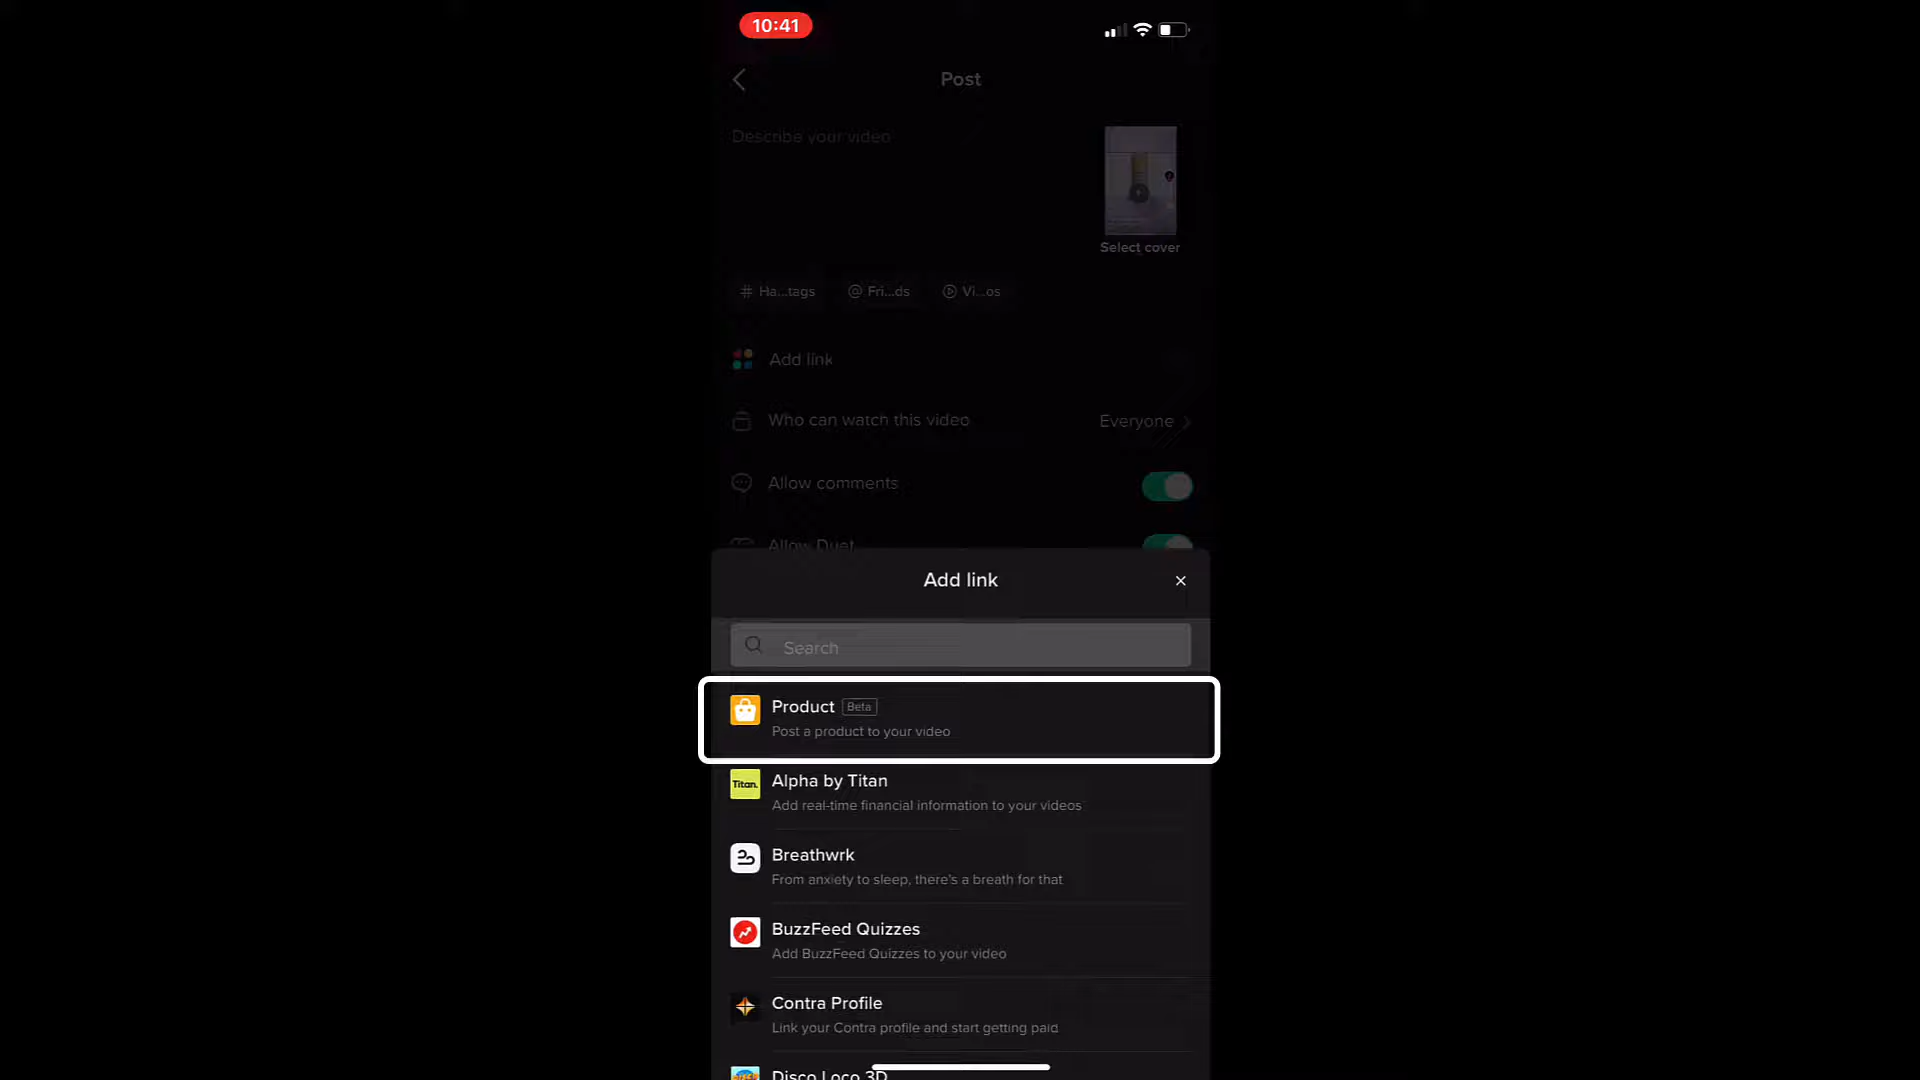 10:41
Post
Describe your video
Select cover
# Ha...tags
@ Fri...ds
Vi...os
Add link
Who can watch this video
Everyone
Allow comments
Allow Duet
Add link
Search
Product Beta
Post a product to your video
Titan.
Alpha by Titan
Add real-time financial information to your videos
Breathwrk
From anxiety to sleep, there's a breath for that
BuzzFeed Quizzes
Add BuzzFeed Quizzes to your video
Contra Profile
Link your Contra profile and start getting paid
Disco Loco 3D